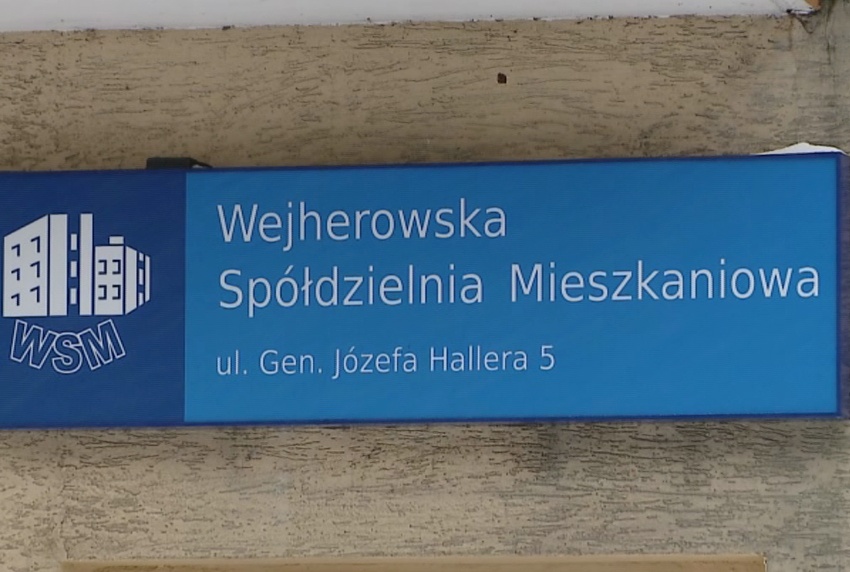 WSM
Wejherowska
Spółdzielnia Mieszkaniowa
ul. Gen. Józefa Hallera 5